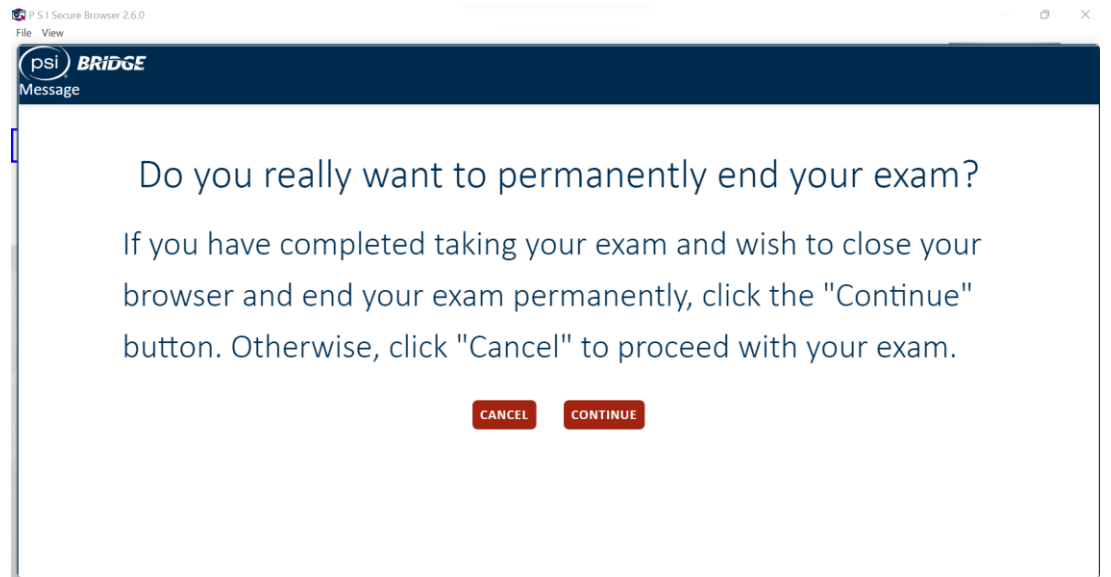 P S I Secure Browser 2.6.0
File View
psi BRIDGE
Message
Do you really want to permanently end your exam?
If you have completed taking your exam and wish to close your
browser and end your exam permanently, click the "Continue"
button. Otherwise, click "Cancel" to proceed with your exam.
CANCEL CONTINUE